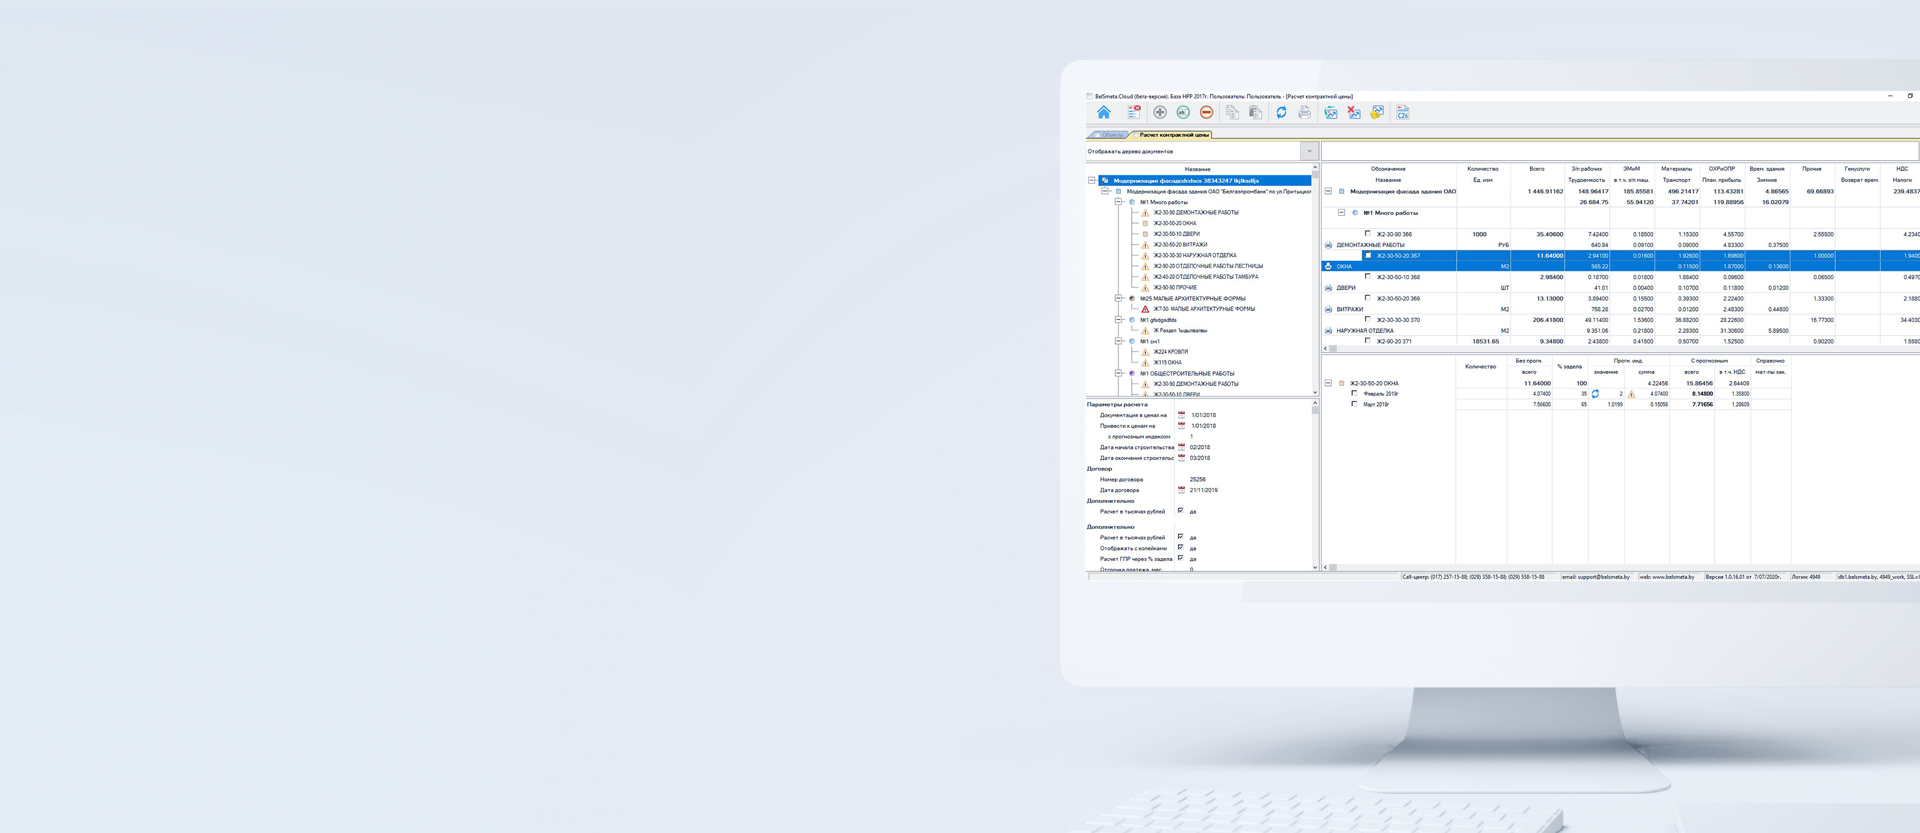 BelSmeta.Cloud (бета-версия). База НРР 2017г. Пользователь: Пользователь - [Расчет контрактной цены]
Объекты
Расчет контрактной цены
Отображать дерево документов
Название
Модернизация фасадcdcdscs 38343247 lkjlksdfjs
Модернизация фасада здания ОАО "Белгазпромбанк" по ул.Притыцког
№1 Много работы
Ж2-30-90 ДЕМОНТАЖНЫЕ РАБОТЫ
Ж2-30-50-20 ОКНА
Ж2-30-50-10 ДВЕРИ
Ж2-30-50-20 ВИТРАЖИ
Ж2-30-30-30 НАРУЖНАЯ ОТДЕЛКА
Ж2-90-20 ОТДЕЛОЧНЫЕ РАБОТЫ ЛЕСТНИЦЫ
Ж2-40-20 ОТДЕЛОЧНЫЕ РАБОТЫ ТАМБУРА
Ж2-90-90 ПРОЧИЕ
№25 МАЛЫЕ АРХИТЕКТУРНЫЕ ФОРМЫ
Ж7-30- МАЛЫЕ АРХИТЕКТУРНЫЕ ФОРМЫ
№1 gfsdgsdfds
Ж Раздел 1ыдылвалвы
№1 см1
Ж224 КРОВЛЯ
Ж115 ОКНА
№1 ОБЩЕСТРОИТЕЛЬНЫЕ РАБОТЫ
Ж2-30-90 ДЕМОНТАЖНЫЕ РАБОТЫ
Ж2-30-50-10 ДВЕРИ
Параметры расчета
Документация в ценах на 1/01/2018
Привести к ценам на 1/01/2018
с прогнозным индексом 1
Дата начала строительства 02/2018
Дата окончания строительс 03/2018
Договор
Номер договора 25256
Дата договора 21/11/2019
Дополнительно
Расчет в тысячах рублей да
Дополнительно
Расчет в тысячах рублей да
Отображать с копейками да
Расчет ГПР через % задела да
Отсрочка платежа, мес. 0
Обозначение Количество Всего З/п рабочих ЭМиМ Материалы ОХРиОПР Врем. здания Прочие Генуслуги НДС
Название Ед. изм Трудоемкость в т.ч. з/п маш. Транспорт План. прибыль Зимние Возврат врем. Налоги
Модернизация фасада здания ОАО 1 446.91162 148.96417 185.85581 496.21417 113.43281 4.86565 69.66893 239.4837
26 684.75 55.94120 37.74201 119.88956 16.02079
№1 Много работы
Ж2-30-90 366 1000 35.40600 7.42400 0.18500 1.15300 4.55700 2.55500 4.2340
ДЕМОНТАЖНЫЕ РАБОТЫ РУБ 640.84 0.09100 0.09000 4.83300 0.37500
Ж2-30-50-20 367 11.64000 2.94100 0.01600 1.92600 1.69600 1.00000 1.9400
ОКНА М2 565.22 0.11500 1.87000 0.13600
Ж2-30-50-10 368 2.98400 0.18700 0.01800 1.88400 0.09600 0.06500 0.4970
ДВЕРИ ШТ 41.01 0.00400 0.10700 0.11800 0.01200
Ж2-30-50-20 369 13.13000 3.89400 0.15500 0.39300 2.22400 1.33300 2.1880
ВИТРАЖИ М2 758.28 0.02700 0.01200 2.48300 0.44800
Ж2-30-30-30 370 206.41800 49.11400 1.53600 36.88200 28.22600 16.77300 34.4030
НАРУЖНАЯ ОТДЕЛКА М2 9 351.06 0.21800 2.28300 31.30600 5.89500
Ж2-90-20 371 18531.65 9.34800 2.43800 0.41500 0.50700 1.52500 0.90200 1.5580
Количество Без прогн. % задела Прогн. инд. С прогнозным Справочно
всего значение сумма всего в т.ч. НДС мат-лы зак.
Ж2-30-50-20 ОКНА 11.64000 100 4.22456 15.86456 2.64409
Февраль 2018г 4.07400 35 2 4.07400 8.14800 1.35800
Март 2018г 7.56600 65 1.0199 0.15056 7.71656 1.28609
Call-центр: (017) 257-15-88; (029) 358-15-88; (029) 558-15-88 email: support@belsmeta.by web: www.belsmeta.by Версия 1.0.16.01 от 7/07/2020г. Логин: 4949 db1.belsmeta.by, 4949_work, SSL=